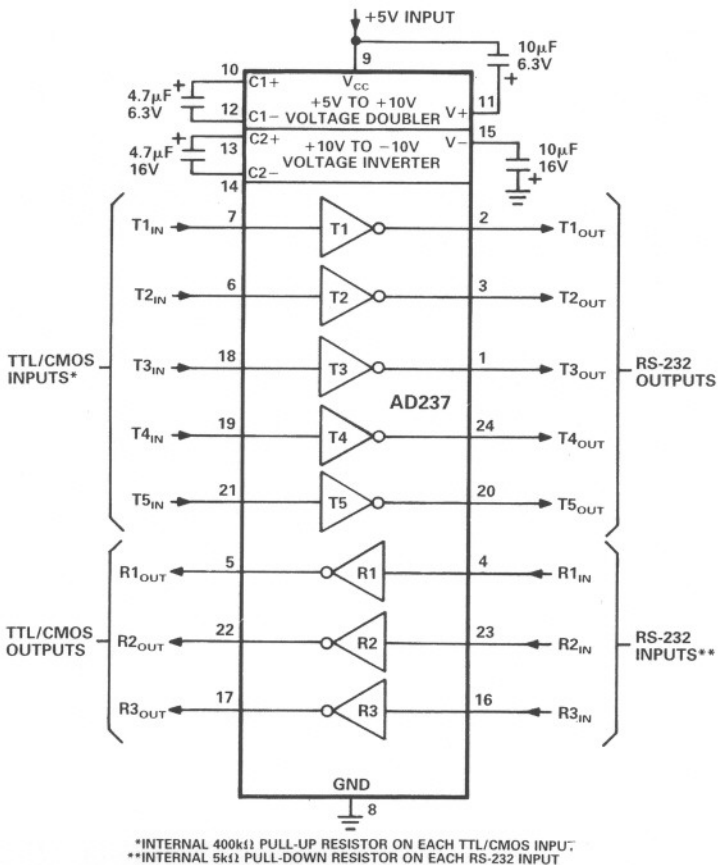 +5V INPUT
10μF
6.3V
+
9
10
C1+
VCC
+
4.7μF
6.3V
12
C1−
+5V TO +10V
VOLTAGE DOUBLER
V+
11
C2+
+
4.7μF
16V
13
C2−
14
+10V TO −10V
VOLTAGE INVERTER
V−
15
10μF
16V
+
T1IN
7
T1
2
T1OUT
T2IN
6
T2
3
T2OUT
TTL/CMOS
INPUTS*
T3IN
18
T3
1
T3OUT
RS-232
OUTPUTS
AD237
T4IN
19
T4
24
T4OUT
T5IN
21
T5
20
T5OUT
R1OUT
5
R1
4
R1IN
TTL/CMOS
OUTPUTS
R2OUT
22
R2
23
R2IN
RS-232
INPUTS**
R3OUT
17
R3
16
R3IN
GND
8
*INTERNAL 400kΩ PULL-UP RESISTOR ON EACH TTL/CMOS INPUT.
**INTERNAL 5kΩ PULL-DOWN RESISTOR ON EACH RS-232 INPUT